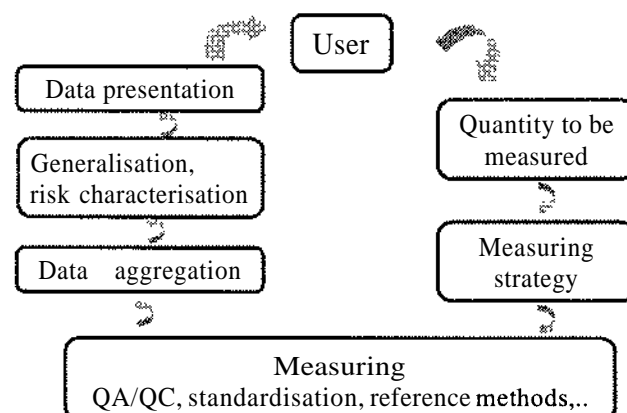 User
Data presentation
Generalisation,
risk characterisation
Data aggregation
Quantity to be
measured
Measuring
strategy
Measuring
QA/QC, standardisation, reference methods,..